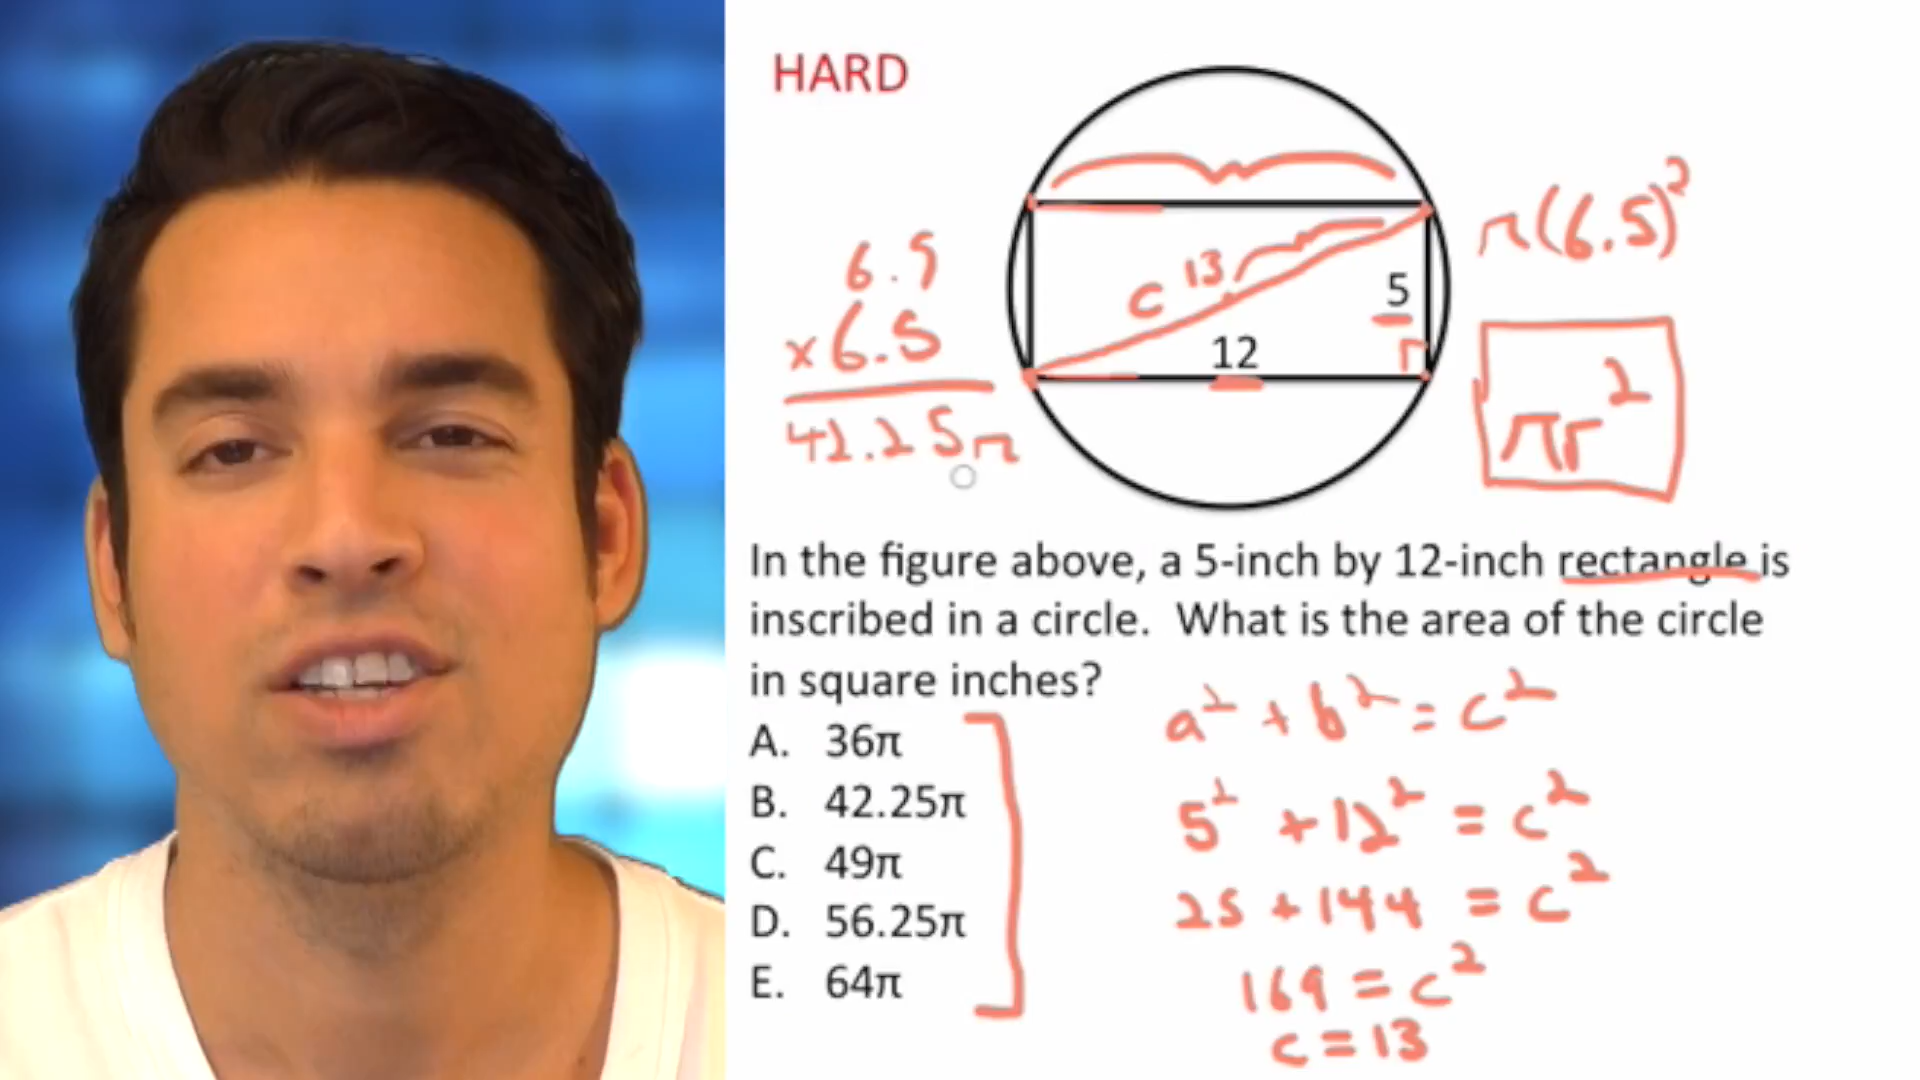 HARD
6.5
x 6.5
42.25π
C 13
5
12
π(6.5)²
πr²
In the figure above, a 5-inch by 12-inch rectangle is
inscribed in a circle.  What is the area of the circle
in square inches?
A. 36π
B. 42.25π
C. 49π
D. 56.25π
E. 64π
a² + b² = c²
5² + 12² = c²
25 + 144 = c²
169 = c²
c = 13